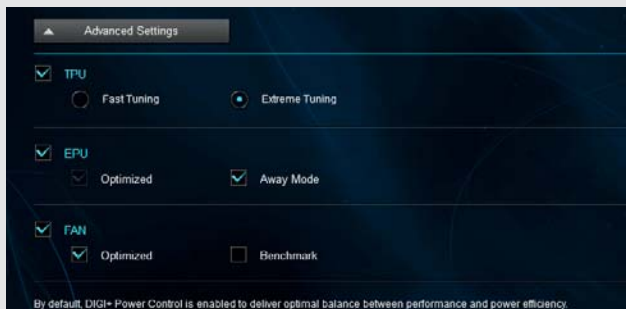 Advanced Settings
TPU
Fast Tuning Extreme Tuning
EPU
Optimized Away Mode
FAN
Optimized Benchmark
By default, DIGI+ Power Control is enabled to deliver optimal balance between performance and power efficiency.